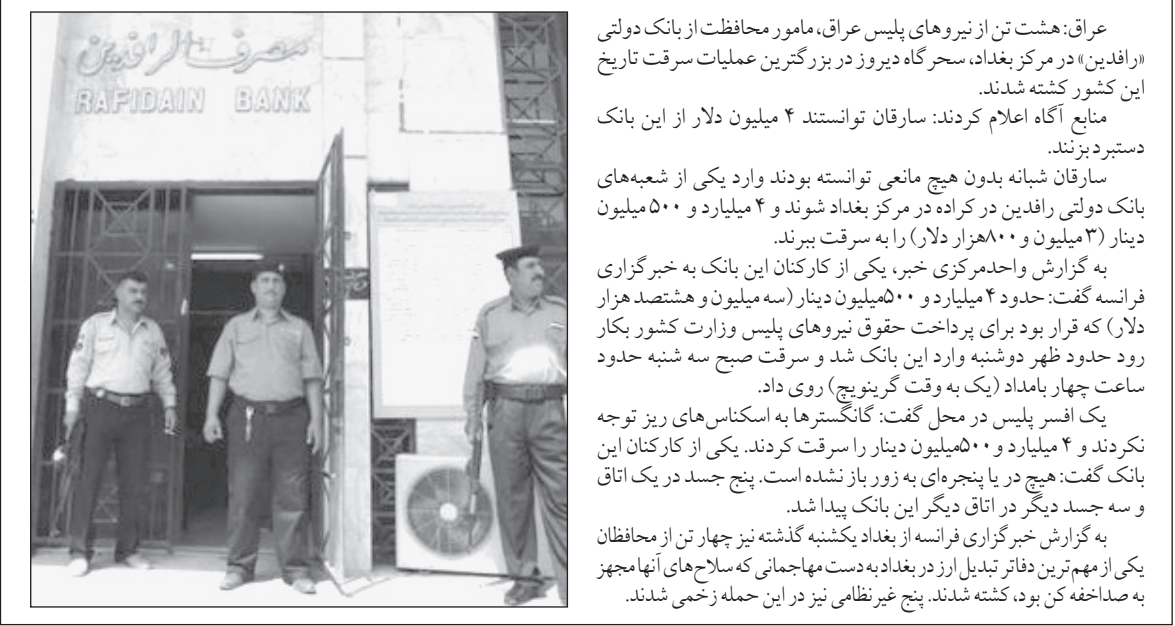 مصرف الرافدین
RAFIDAIN BANK
عراق: هشت تن از نیروهای پلیس عراق، مامور محافظت از بانک دولتی
«رافدین» در مرکز بغداد، سحرگاه دیروز در بزرگترین عملیات سرقت تاریخ
این کشور کشته شدند.
منابع آگاه اعلام کردند: سارقان توانستند ۴ میلیون دلار از این بانک
دستبرد بزنند.
سارقان شبانه بدون هیچ مانعی توانسته بودند وارد یکی از شعبه‌های
بانک دولتی رافدین در کراده در مرکز بغداد شوند و ۴ میلیارد و ۵۰۰ میلیون
دینار (۳ میلیون و ۸۰۰هزار دلار) را به سرقت ببرند.
به گزارش واحدمرکزی خبر، یکی از کارکنان این بانک به خبرگزاری
فرانسه گفت: حدود ۴ میلیارد و ۵۰۰میلیون دینار (سه میلیون و هشتصد هزار
دلار) که قرار بود برای پرداخت حقوق نیروهای پلیس وزارت کشور بکار
رود حدود ظهر دوشنبه وارد این بانک شد و سرقت صبح سه شنبه حدود
ساعت چهار بامداد (یک به وقت گرینویچ) روی داد.
یک افسر پلیس در محل گفت: گانگسترها به اسکناس‌های ریز توجه
نکردند و ۴ میلیارد و ۵۰۰میلیون دینار را سرقت کردند. یکی از کارکنان این
بانک گفت: هیچ در یا پنجره‌ای به زور باز نشده است. پنج جسد در یک اتاق
و سه جسد دیگر در اتاق دیگر این بانک پیدا شد.
به گزارش خبرگزاری فرانسه از بغداد یکشنبه گذشته نیز چهار تن از محافظان
یکی از مهم‌ترین دفاتر تبدیل ارز در بغداد به دست مهاجمانی که سلاح‌های آنها مجهز
به صداخفه کن بود، کشته شدند. پنج غیرنظامی نیز در این حمله زخمی شدند.